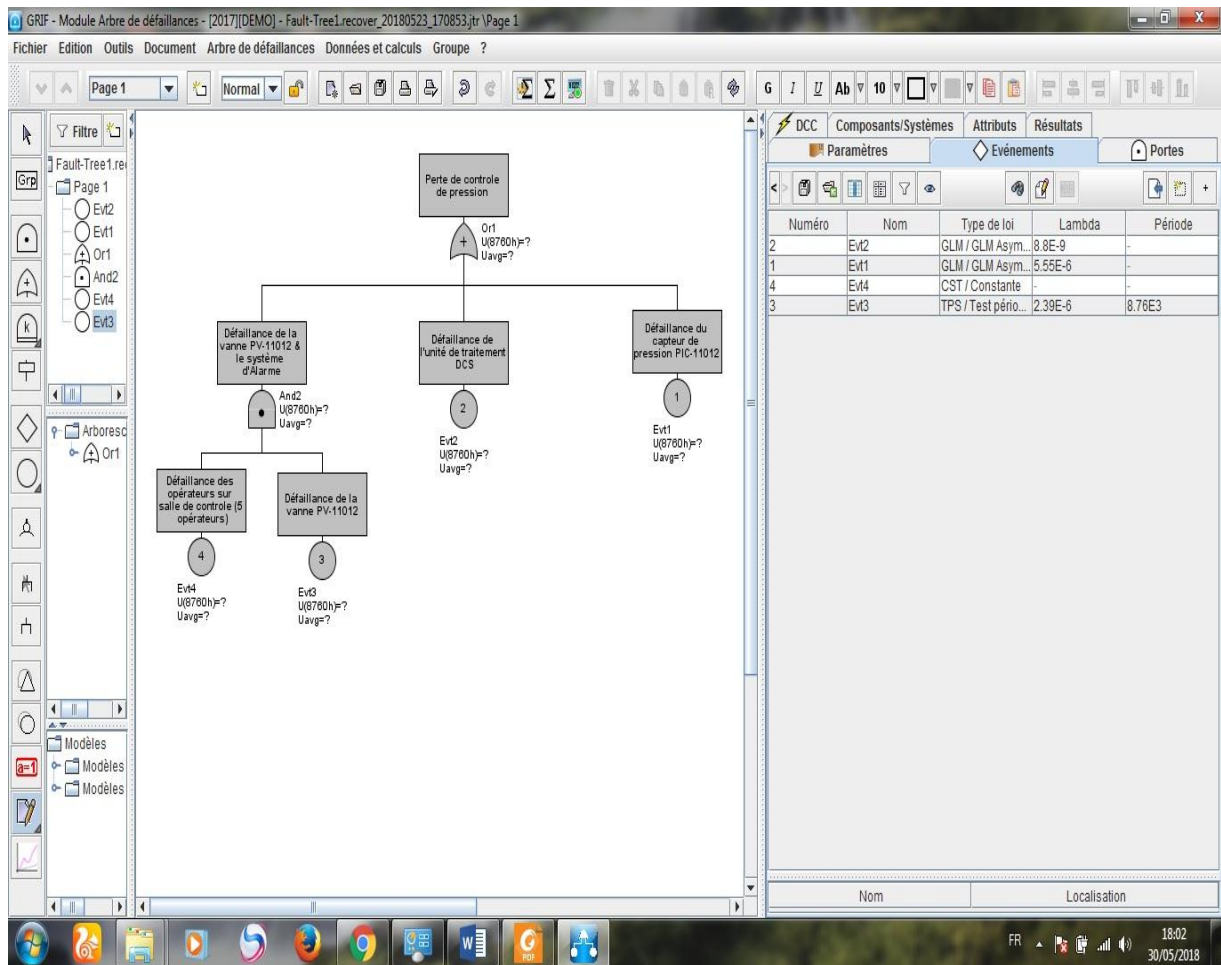 GRIF - Module Arbre de défaillances - [2017][DEMO] - Fault-Tree1.recover_20180523_170853.jtr \Page 1
Fichier Edition Outils Document Arbre de défaillances Données et calculs Groupe ?
Page 1 Normal G I U Ab 10
Filtre
Grp
Fault-Tree1.re
Page 1
Evt2
Evt1
Or1
And2
Evt4
Evt3
k
Arboresc
Or1
Modèles
Modèles
Modèles
a=1
Perte de controle
de pression
Or1
U(8760h)=?
Uavg=?
Défaillance de la
vanne PV-11012 &
le système
d'Alarme
And2
U(8760h)=?
Uavg=?
Défaillance de
l'unité de traitement
DCS
2
Evt2
U(8760h)=?
Uavg=?
Défaillance du
capteur de
pression PIC-11012
1
Evt1
U(8760h)=?
Uavg=?
Défaillance des
opérateurs sur
salle de controle (5
opérateurs)
4
Evt4
U(8760h)=?
Uavg=?
Défaillance de la
vanne PV-11012
3
Evt3
U(8760h)=?
Uavg=?
DCC Composants/Systèmes Attributs Résultats
Paramètres Evénements Portes
Numéro Nom Type de loi Lambda Période
2 Evt2 GLM / GLM Asym... 8.8E-9 -
1 Evt1 GLM / GLM Asym... 5.55E-6 -
4 Evt4 CST / Constante - -
3 Evt3 TPS / Test pério... 2.39E-6 8.76E3
Nom Localisation
FR 18:02
30/05/2018